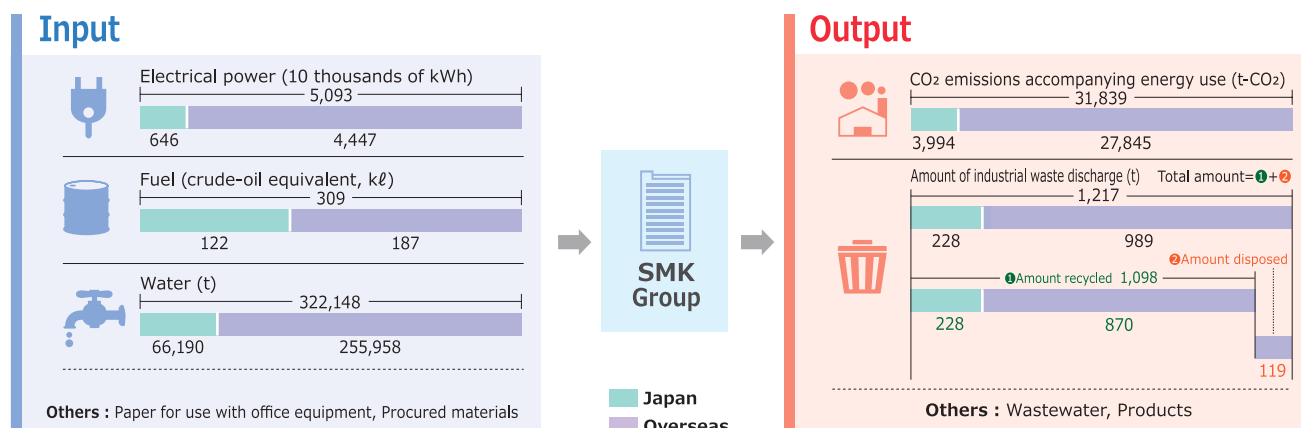 Input
Electrical power (10 thousands of kWh)
5,093
646 4,447
Fuel (crude-oil equivalent, kℓ)
309
122 187
Water (t)
322,148
66,190 255,958
Others : Paper for use with office equipment, Procured materials
SMK
Group
Japan
Overseas
Output
CO₂ emissions accompanying energy use (t-CO₂)
31,839
3,994 27,845
Amount of industrial waste discharge (t) Total amount=❶+❷
1,217
228 989
❷Amount disposed
❶Amount recycled 1,098
228 870
119
Others : Wastewater, Products